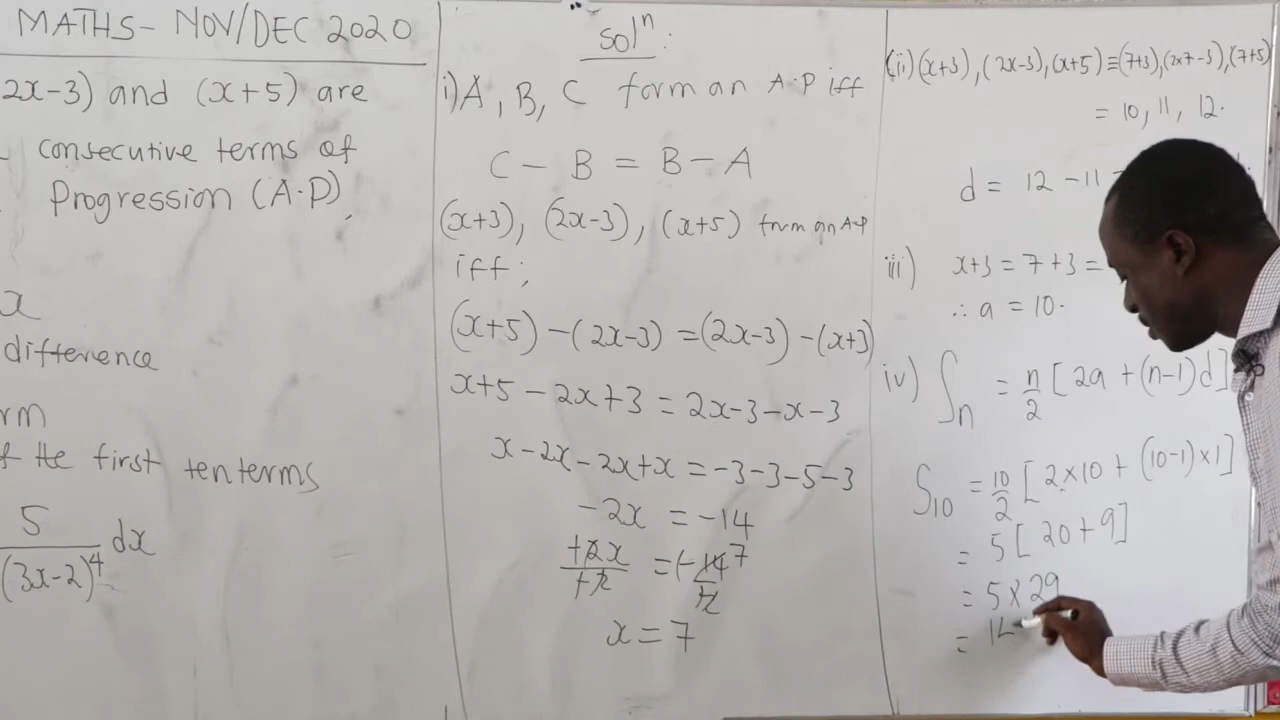 MATHS- NOV/DEC 2020
2x-3) and (x+5) are
consecutive terms of
Progression (A.P),
x
difference
rm
f the first ten terms
5/(3x-2)^4 dx
Solⁿ:
i) A, B, C form an A.P iff
C - B = B - A
(x+3), (2x-3), (x+5) form an A.P
iff;
(x+5) -(2x-3) =(2x-3) -(x+3)
x+5 - 2x+3 = 2x-3-x-3
x-2x-2x+x = -3-3-5-3
-2x = -14
x = 7
(ii) (x+3), (2x-3), (x+5) ≡ (7+3), (2x7-3), (7+5)
= 10, 11, 12.
d = 12 -11
iii) x+3 = 7+3 =
∴ a = 10.
iv) Sn = n/2 [2a + (n-1)d]
S10 = 10/2 [2×10 + (10-1)×1]
= 5[20+9]
= 5×29
= 14